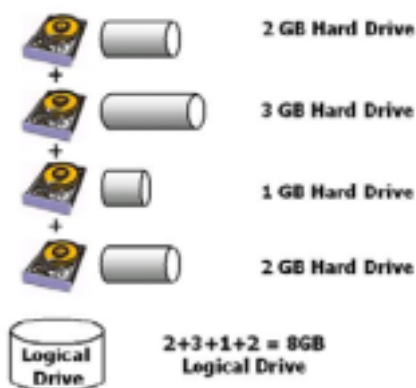 2 GB Hard Drive
+
3 GB Hard Drive
+
1 GB Hard Drive
+
2 GB Hard Drive
Logical
Drive
2+3+1+2 = 8GB
Logical Drive